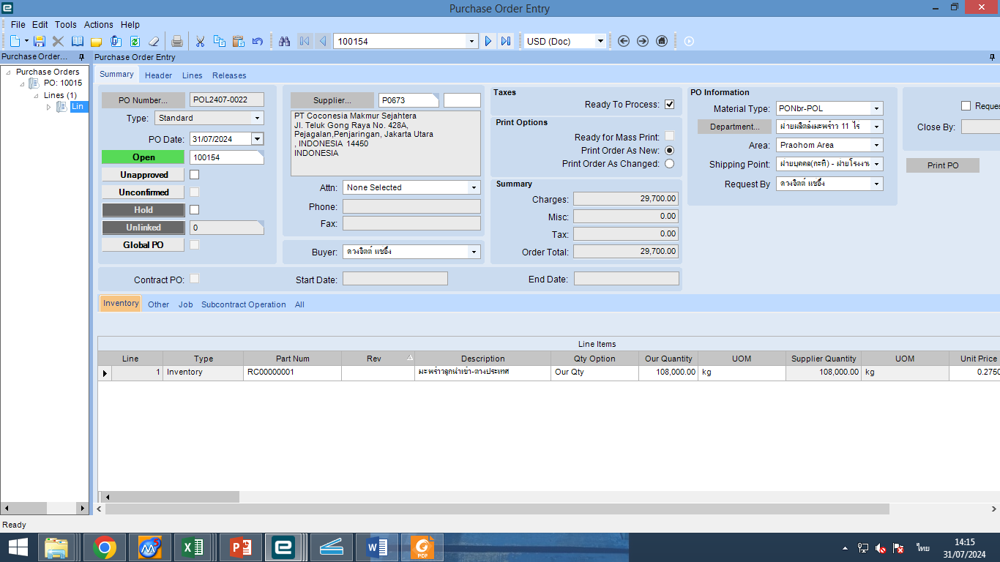 Purchase Order Entry
File Edit Tools Actions Help
100154
USD (Doc)
Purchase Order...
Purchase Order Entry
Purchase Orders
PO: 10015
Lines (1)
Lin
Summary Header Lines Releases
PO Number... POL2407-0022
Type: Standard
PO Date: 31/07/2024
Open 100154
Unapproved
Unconfirmed
Hold
Unlinked 0
Global PO
Supplier... P0673
PT Coconesia Makmur Sejahtera
Jl. Teluk Gong Raya No. 428A,
Pejagalan,Penjaringan, Jakarta Utara
, INDONESIA 14450
INDONESIA
Attn: None Selected
Phone:
Fax:
Buyer: ดวงจิตต์ แซ่อึ้ง
Taxes
Ready To Process:
Print Options
Ready for Mass Print:
Print Order As New:
Print Order As Changed:
Summary
Charges: 29,700.00
Misc: 0.00
Tax: 0.00
Order Total: 29,700.00
PO Information
Material Type: PONbr-POL
Department... ฝ่ายผลิตล้งมะพร้าว 11 ไร่
Area: Praohom Area
Shipping Point: ฝ่ายบุคคล(กะทิ) - ฝ่ายโรงงาน
Request By ดวงจิตต์ แซ่อึ้ง
Reques
Close By:
Print PO
Contract PO: Start Date: End Date:
Inventory Other Job Subcontract Operation All
Line Items
Line Type Part Num Rev Description Qty Option Our Quantity UOM Supplier Quantity UOM Unit Price
1 Inventory RC00000001 มะพร้าวลูกนำเข้า-ต่างประเทศ Our Qty 108,000.00 kg 108,000.00 kg 0.2750
Ready
PDF
ไทย
14:15
31/07/2024